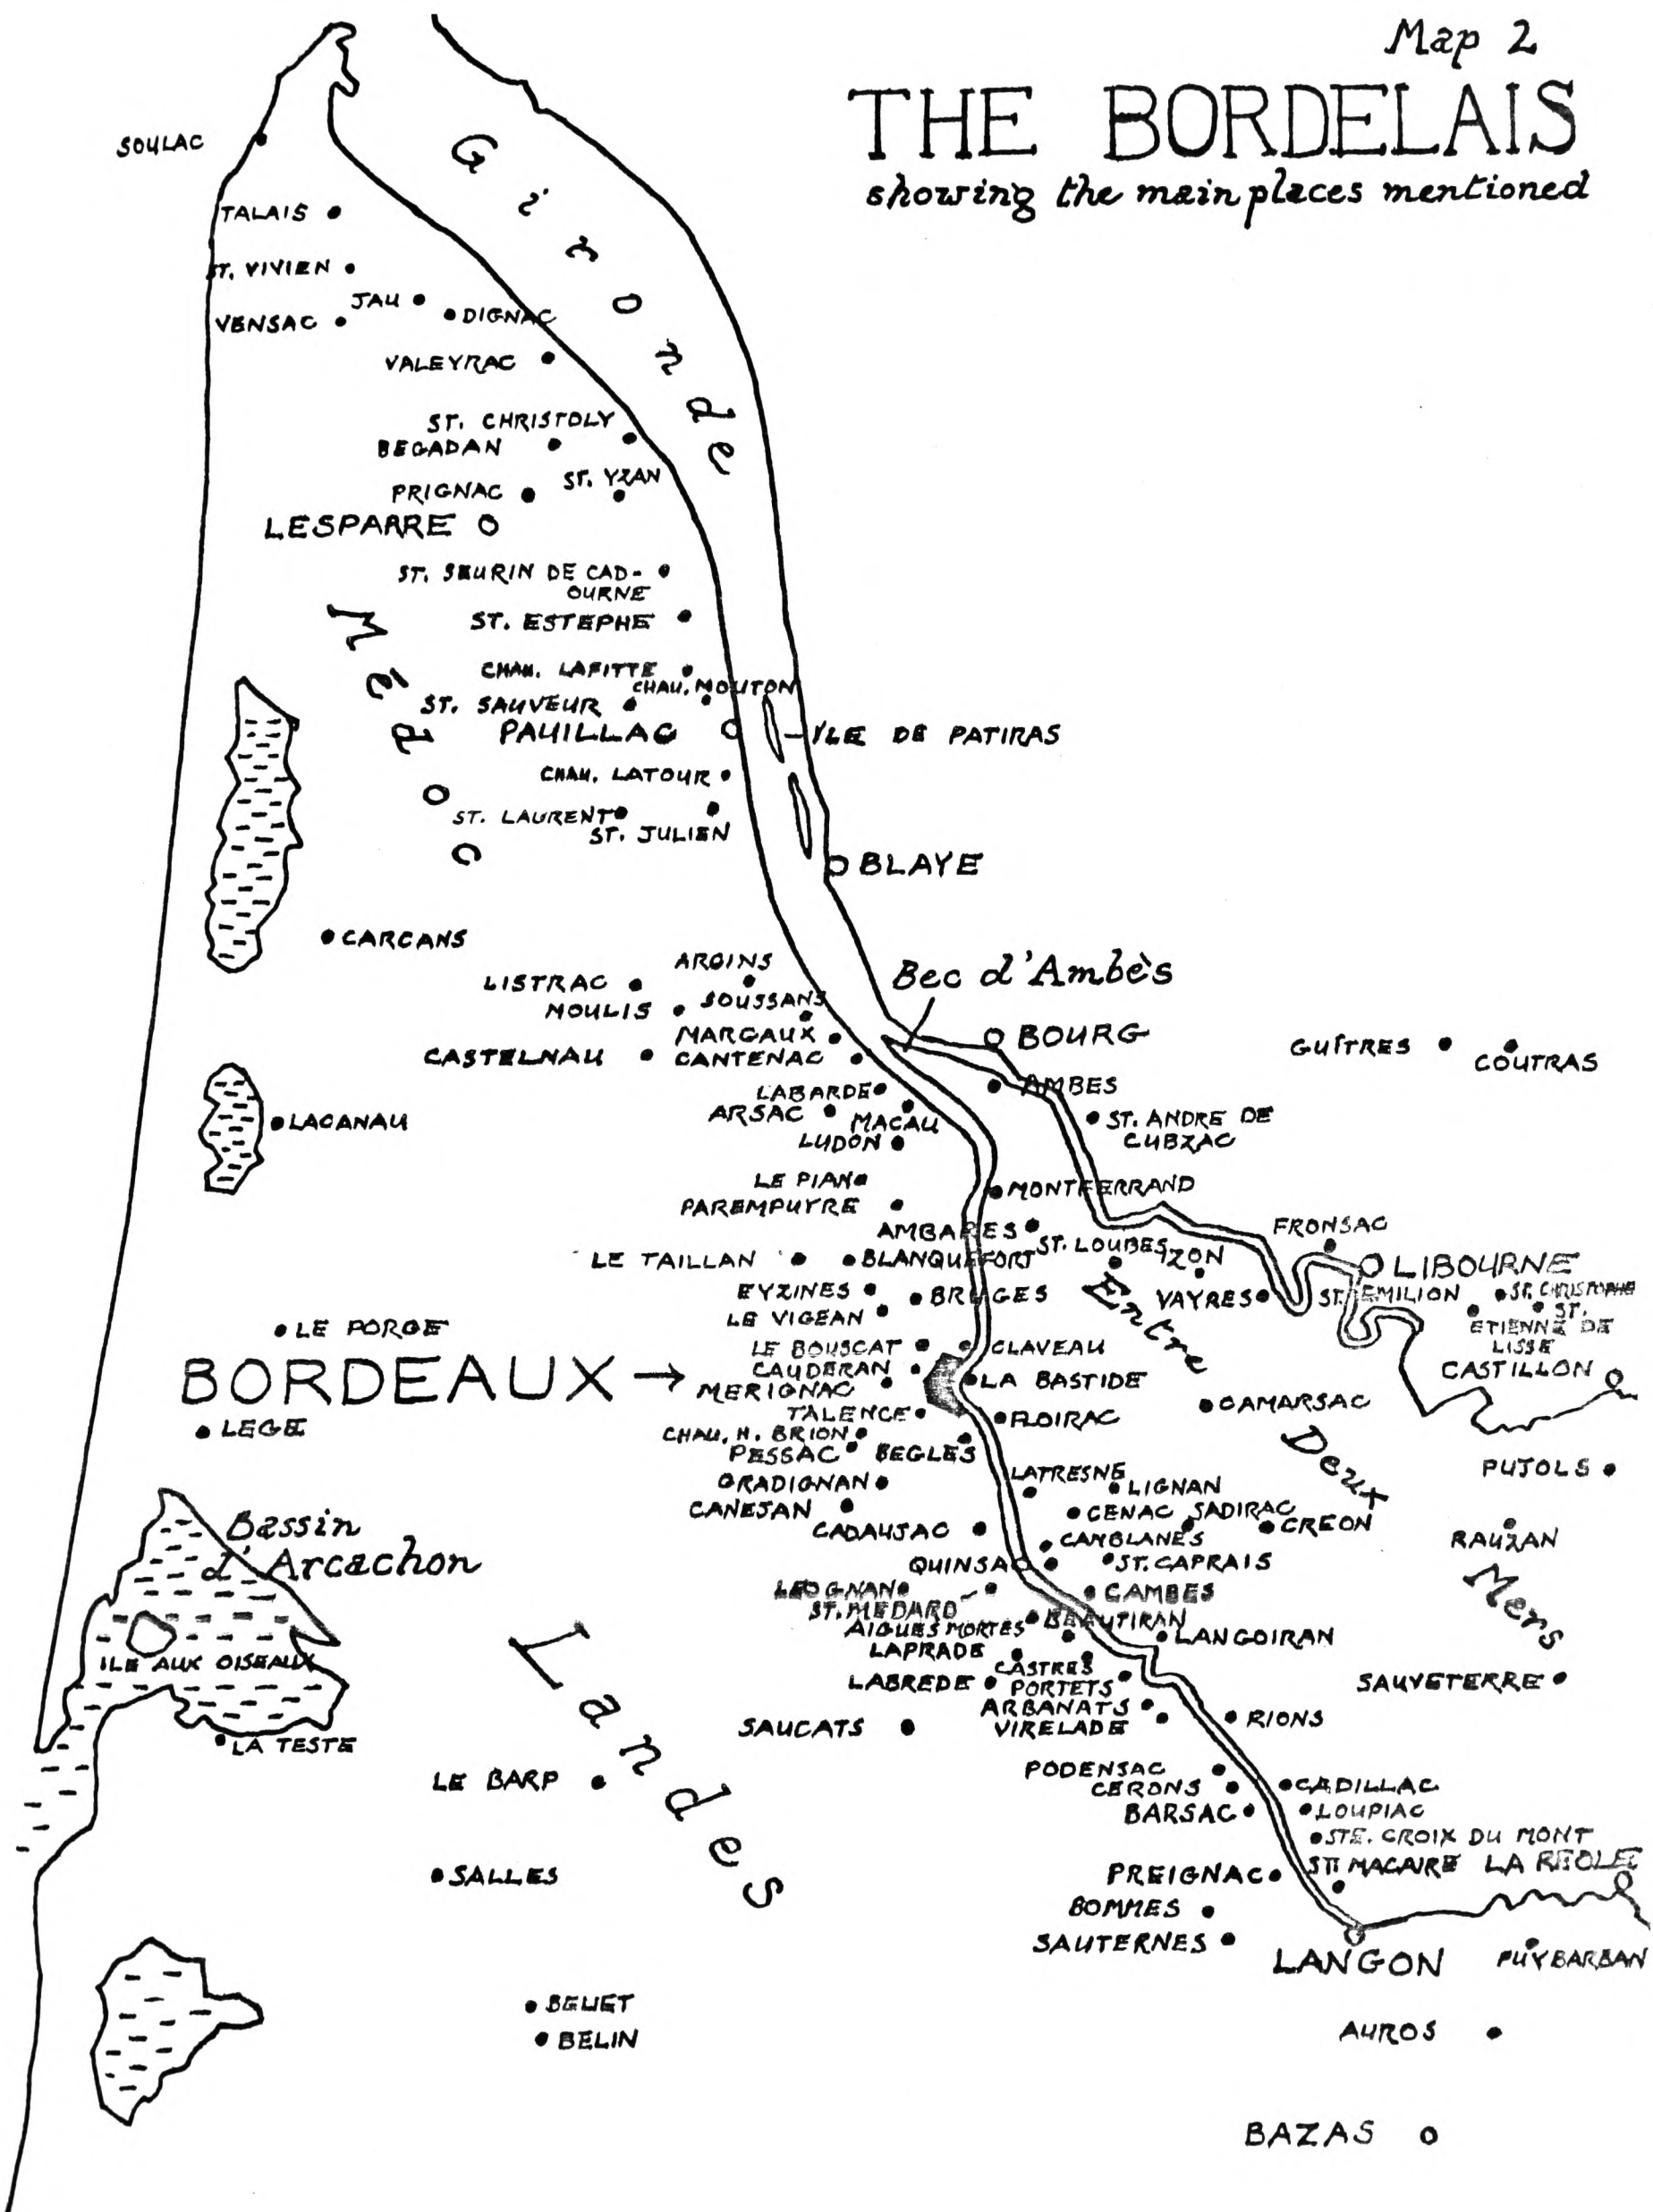 Map 2
THE BORDELAIS
showing the main places mentioned
Gironde
SOULAC
TALAIS
ST. VIVIEN
JAU
VENSAC
DIGNAC
VALEYRAC
ST. CHRISTOLY
BEGADAN
ST. YZAN
PRIGNAC
LESPARRE
ST. SEURIN DE CAD-
OURNE
ST. ESTEPHE
Médoc
CHAU. LAFITTE
CHAU. MOUTON
ST. SAUVEUR
PAUILLAC
YLE DE PATIRAS
CHAU. LATOUR
ST. LAURENT
ST. JULIEN
BLAYE
CARCANS
ARCINS
LISTRAC
SOUSSANS
MOULIS
Bec d'Ambès
MARGAUX
BOURG
CASTELNAU
CANTENAC
GUITRES
COUTRAS
AMBES
LABARDE
ARSAC
MACAU
ST. ANDRE DE
CUBZAC
LACANAU
LUDON
LE PIAN
MONTFERRAND
PAREMPUYRE
AMBARES
FRONSAC
ST. LOUBES
IZON
LE TAILLAN
BLANQUEFORT
LIBOURNE
EYZINES
BRUGES
VAYRES
ST. EMILION
ST. CHRISTOPHE
ST.
ETIENNE DE
LISSE
LE VIGEAN
LE PORGE
Entre Deux Mers
LE BOUSCAT
CLAVEAU
CAUDERAN
CASTILLON
BORDEAUX →
MERIGNAC
LA BASTIDE
TALENCE
FLOIRAC
CAMARSAC
LEGE
CHAU. H. BRION
PESSAC
BEGLES
PUJOLS
GRADIGNAN
LATRESNE
LIGNAN
CANEJAN
CENAC
SADIRAC
CREON
CADAUJAC
CAMBLANES
RAUZAN
Bassin
d'Arcachon
QUINSAC
ST. CAPRAIS
LEOGNAN
CAMBES
ST. MEDARD
BEAUTIRAN
AIGUES MORTES
LANGOIRAN
LAPRADE
ILE AUX OISEAUX
CASTRES
LABREDE
PORTETS
SAUVETERRE
ARBANATS
SAUCATS
VIRELADE
RIONS
LA TESTE
Landes
LE BARP
PODENSAC
CERONS
CADILLAC
BARSAC
LOUPIAC
STE. CROIX DU MONT
ST. MACAIRE
LA REOLE
SALLES
PREIGNAC
BOMMES
SAUTERNES
LANGON
PUYBARBAN
BELIET
AUROS
BELIN
BAZAS